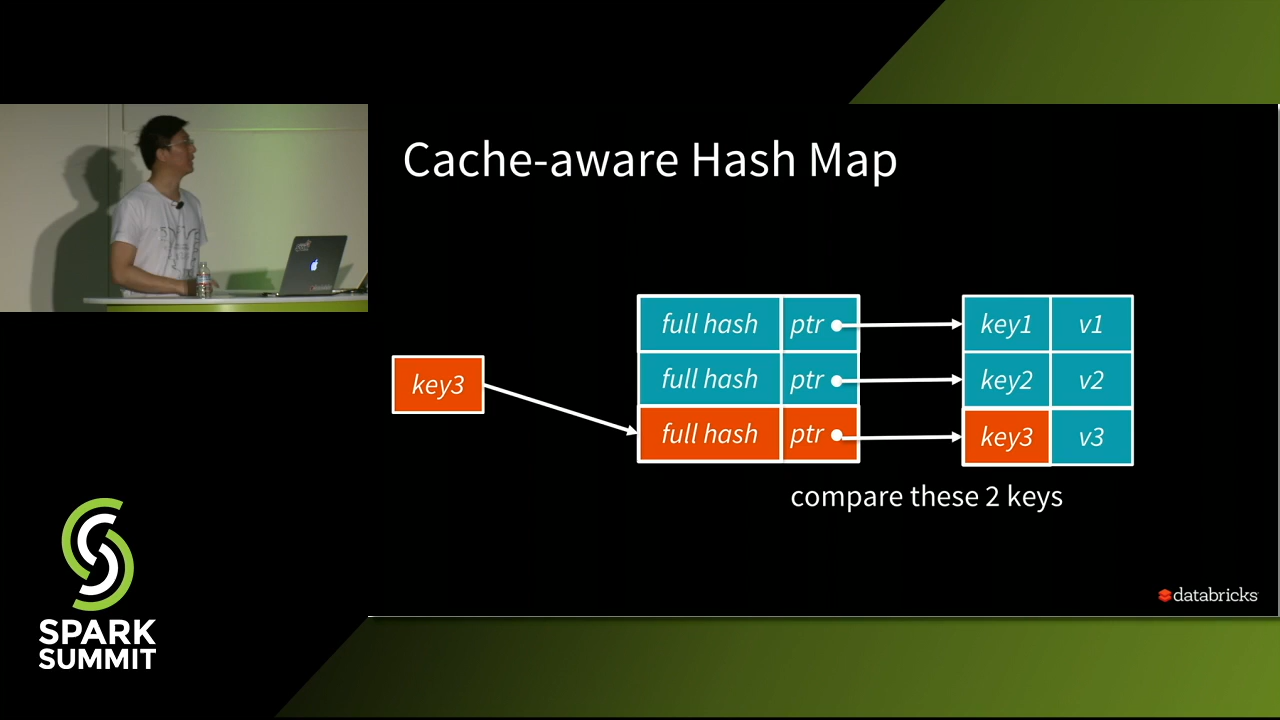 Cache-aware Hash Map
full hash ptr key1 v1
full hash ptr key2 v2
key3
full hash ptr key3 v3
compare these 2 keys
databricks
SPARK
SUMMIT